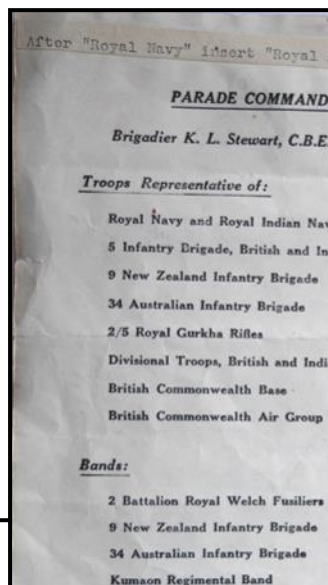 After "Royal Navy" insert "Royal
PARADE COMMAND
Brigadier K. L. Stewart, C.B.E.
Troops Representative of:
Royal Navy and Royal Indian Nav
5 Infantry Brigade, British and In
9 New Zealand Infantry Brigade
34 Australian Infantry Brigade
2/5 Royal Gurkha Rifles
Divisional Troops, British and Indi
British Commonwealth Base
British Commonwealth Air Group
Bands:
2 Battalion Royal Welch Fusiliers
9 New Zealand Infantry Brigade
34 Australian Infantry Brigade
Kumaon Regimental Band